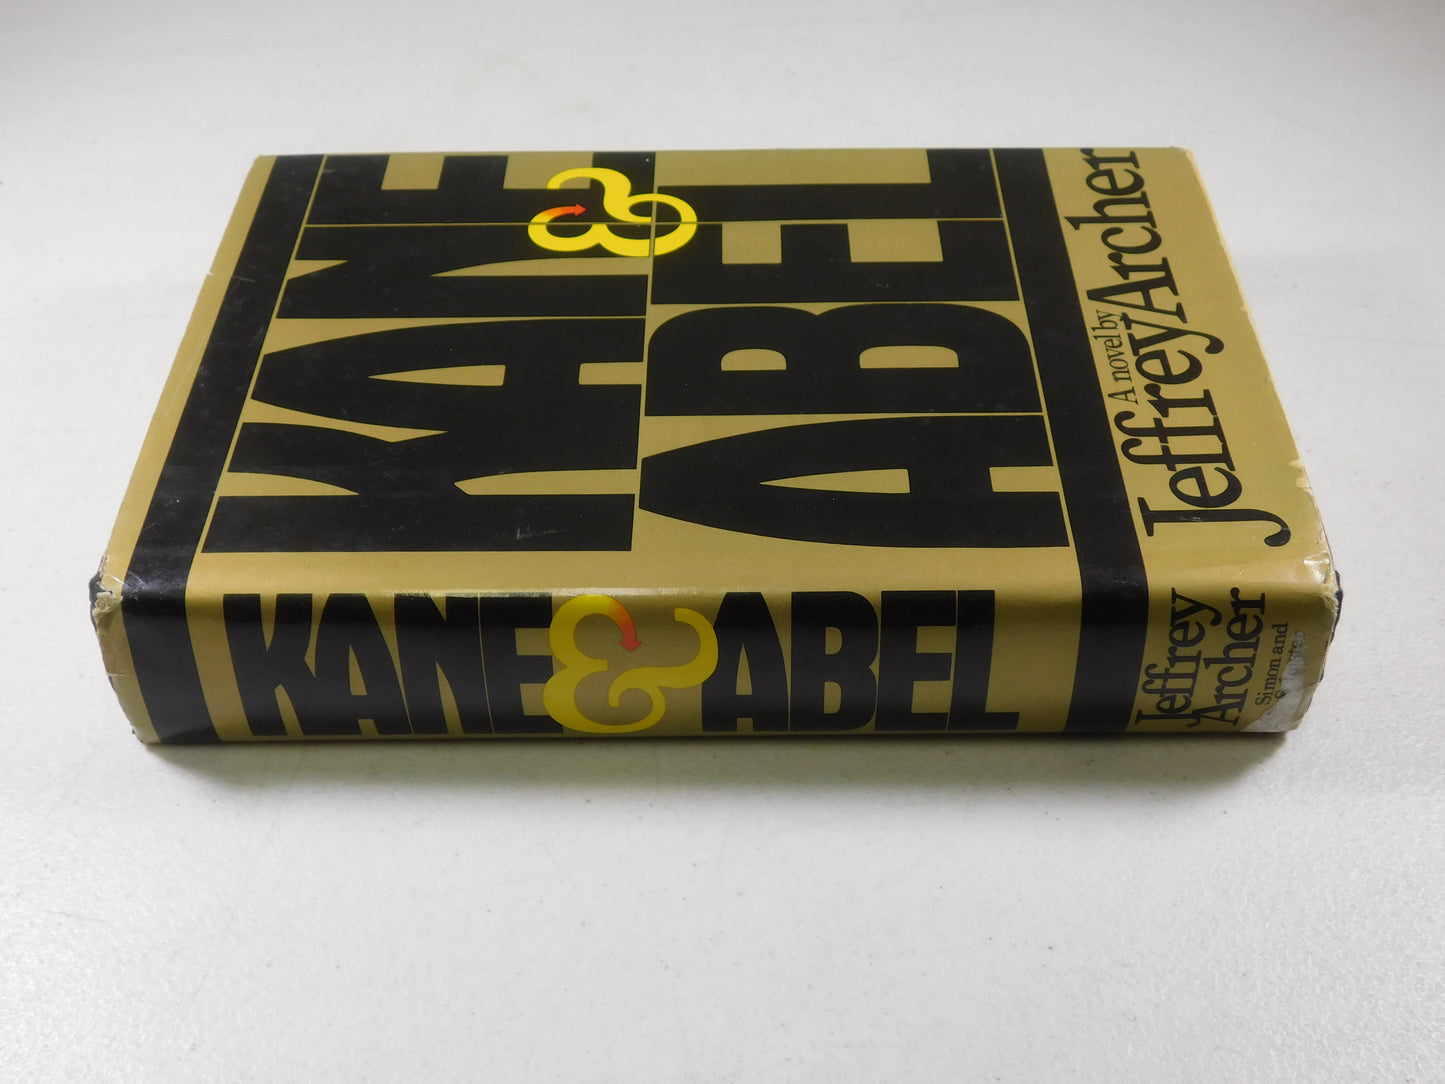 KANE
&
ABEL
A novel by
Jeffrey Archer
KANE & ABEL
Jeffrey
Archer
Simon and